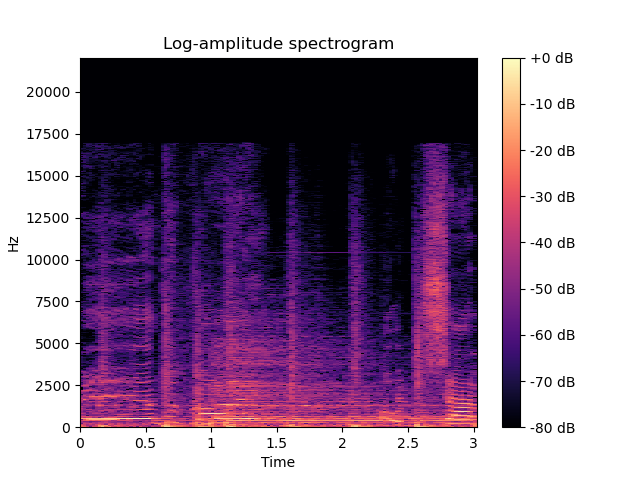 Log-amplitude spectrogram
Hz
20000
17500
15000
12500
10000
7500
5000
2500
0
0
0.5
1
1.5
2
2.5
3
Time
+0 dB
-10 dB
-20 dB
-30 dB
-40 dB
-50 dB
-60 dB
-70 dB
-80 dB